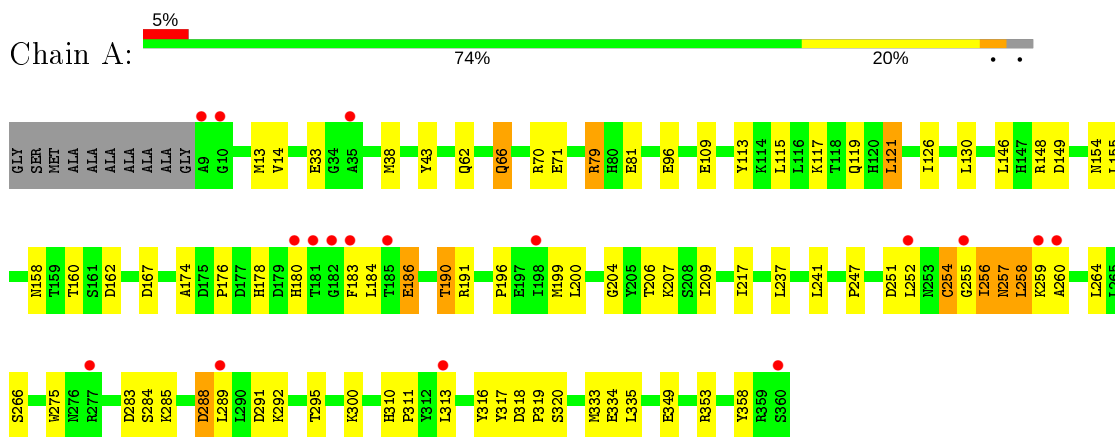 5%
Chain A:
74% 20% • •
GLY SER MET ALA ALA ALA ALA ALA ALA GLY A9 G10 M13 V14 E33 G34 A35 M38 Y43 Q62 Q66 R70 E71 R79 H80 E81 E96 E109 Y113 K114 L115 L116 K117 T118 Q119 H120 L121 I126 L130 L146 H147 R148 D149 N154 L155
N158 T159 T160 S161 D162 D167 A174 D175 P176 D177 H178 D179 H180 T181 G182 F183 L184 T185 E186 T190 R191 P196 E197 I198 M199 L200 G204 Y205 T206 K207 S208 I209 I217 L237 L241 P247 D251 L252 N253 C254 G255 I256 N257 L258 K259 A260 L264 L265
S266 W275 N276 R277 D283 S284 K285 D288 L289 L290 D291 K292 T295 K300 H310 P311 Y312 L313 Y316 Y317 D318 P319 S320 M333 E334 L335 E349 R353 Y358 R359 S360